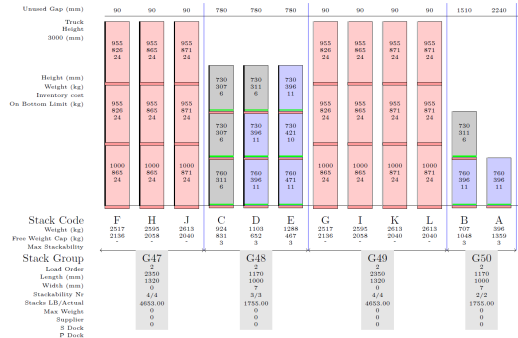 Unused Gap (mm) 90 90 90 780 780 780 90 90 90 90 1510 2240
Truck
Height
3000 (mm)
955 955 955 955 955 955 955
826 865 871 826 865 871 871
24 24 24 24 24 24 24
Height (mm) 730 730 730
Weight (kg) 307 311 396
Inventory cost 6 6 11
On Bottom Limit (kg)
955 955 955 955 955 955 955
826 865 871 826 865 871 871
24 24 24 24 24 24 24
730 730 730 730
307 396 421 311
6 11 10 6
1000 1000 1000 760 760 760 1000 1000 1000 1000 760 760
865 865 871 311 396 471 865 865 871 871 396 396
24 24 24 6 11 11 24 24 24 24 11 11
Stack Code F H J C D E G I K L B A
Weight (kg) 2517 2595 2613 924 1103 1288 2517 2595 2613 2613 707 396
Free Weight Cap (kg) 2136 2058 2040 831 652 467 2136 2058 2040 2040 1048 1359
Max Stackability - - - 3 3 3 - - - - 3 3
Stack Group G47 G48 G49 G50
Load Order 2 2 2 2
Length (mm) 2350 1170 2350 1170
Width (mm) 1320 1000 1320 1000
Stackability Nr 0 7 0 7
Stacks LB/Actual 4/4 3/3 4/4 2/2
Max Weight 4653.00 1755.00 4653.00 1755.00
Supplier 0 0 0 0
S Dock 0 0 0 0
P Dock 0 0 0 0